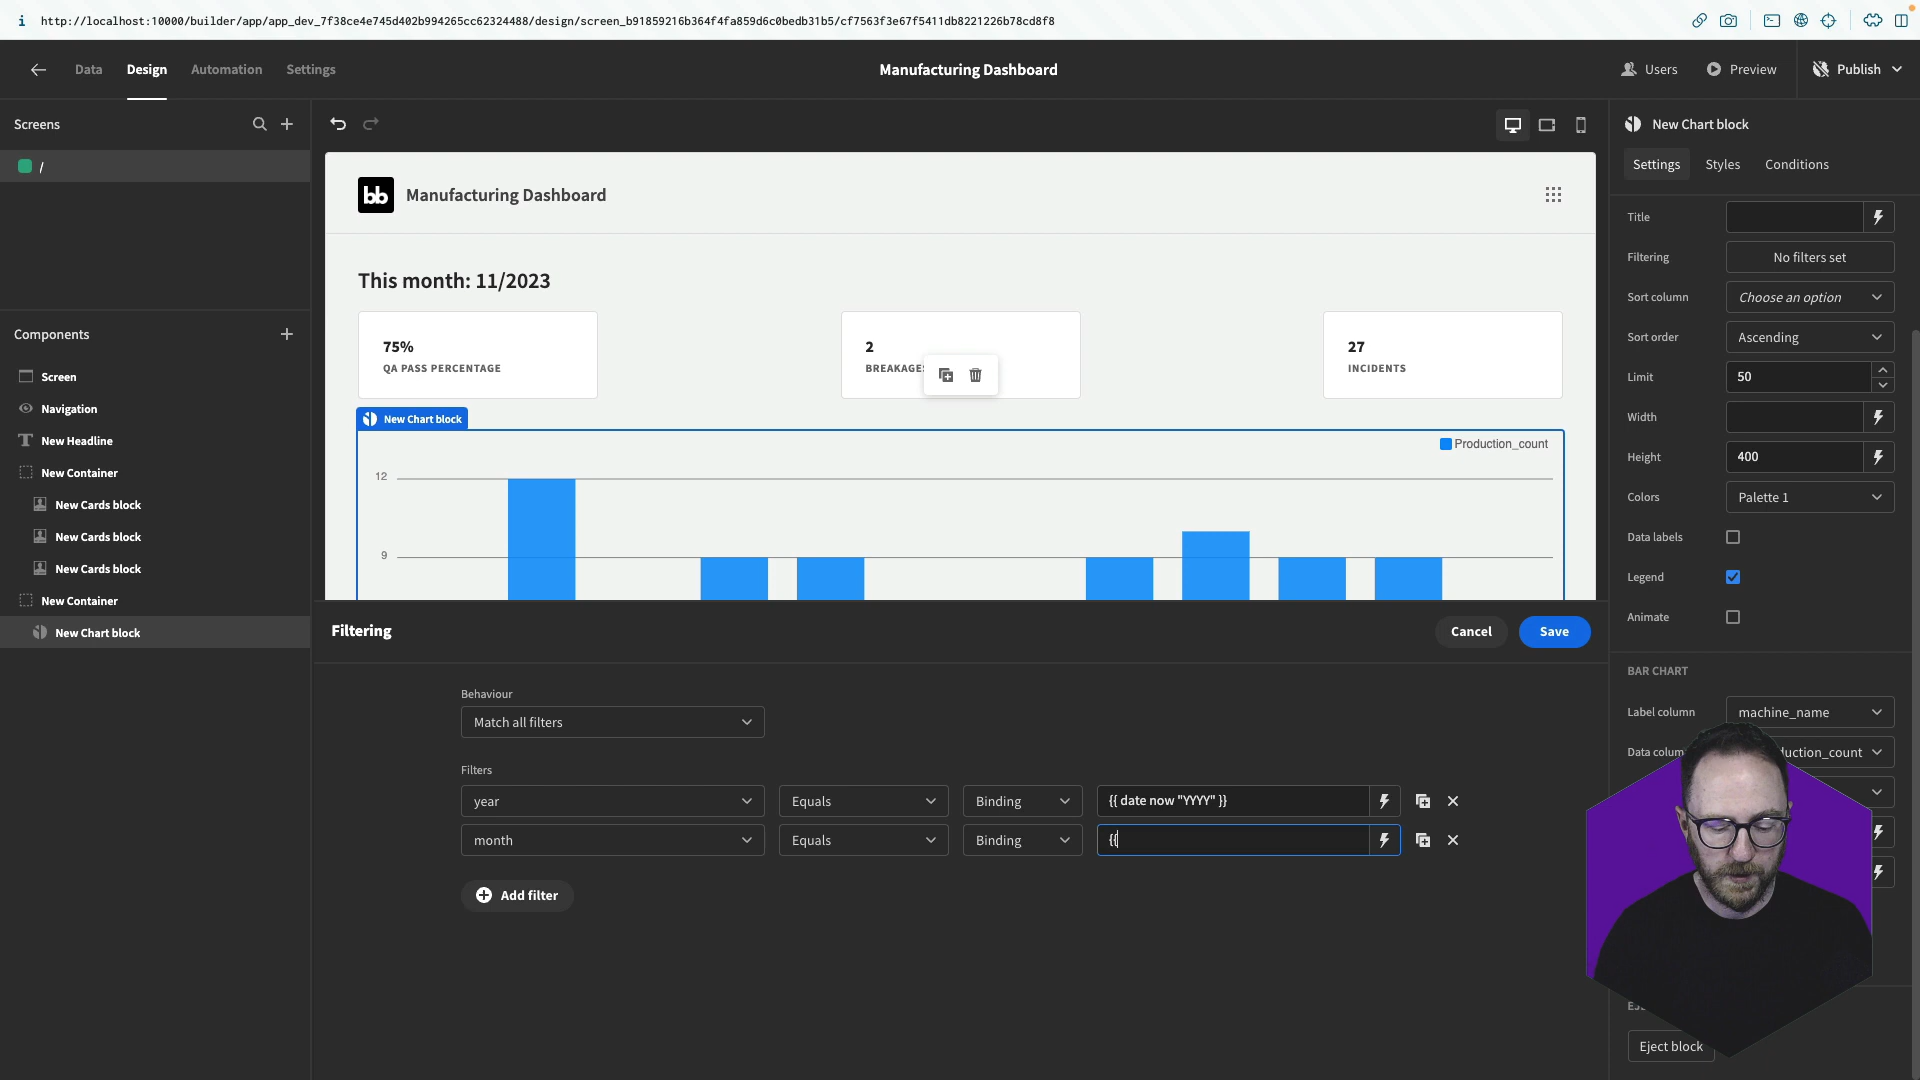 http://localhost:10000/builder/app/app_dev_7f38ce4e745d402b994265cc62324488/design/screen_b91859216b364f4fa859d6c0bedb31b5/cf7563f3e67f5411db8221226b78cd8f8
Data
Design
Automation
Settings
Manufacturing Dashboard
Users
Preview
Publish
Screens
/
New Chart block
Settings
Styles
Conditions
bb
Manufacturing Dashboard
This month: 11/2023
75%
QA PASS PERCENTAGE
2
BREAKAGE
27
INCIDENTS
New Chart block
Production_count
12
9
Components
Screen
Navigation
New Headline
New Container
New Cards block
New Cards block
New Cards block
New Container
New Chart block
Title
Filtering
No filters set
Sort column
Choose an option
Sort order
Ascending
Limit
50
Width
Height
400
Colors
Palette 1
Data labels
Legend
Animate
BAR CHART
Label column
machine_name
Data colum
duction_count
Eject block
Filtering
Cancel
Save
Behaviour
Match all filters
Filters
year
Equals
Binding
{{ date now "YYYY" }}
month
Equals
Binding
{{
Add filter